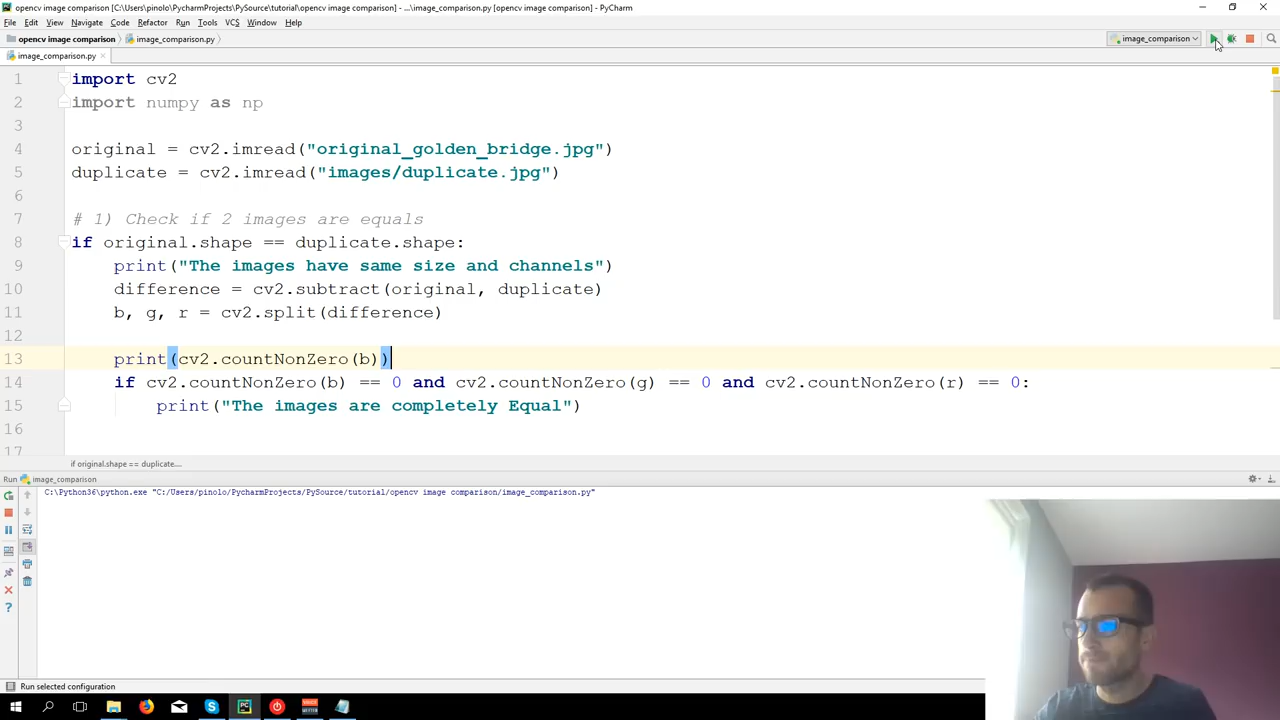 opencv image comparison [C:\Users\pinolo\PycharmProjects\PySource\tutorial\opencv image comparison] - ...\image_comparison.py [opencv image comparison] - PyCharm
File Edit View Navigate Code Refactor Run Tools VCS Window Help
opencv image comparison image_comparison.py image_comparison
image_comparison.py
1 import cv2
2 import numpy as np
3
4 original = cv2.imread("original_golden_bridge.jpg")
5 duplicate = cv2.imread("images/duplicate.jpg")
6
7 # 1) Check if 2 images are equals
8 if original.shape == duplicate.shape:
9 print("The images have same size and channels")
10 difference = cv2.subtract(original, duplicate)
11 b, g, r = cv2.split(difference)
12
13 print(cv2.countNonZero(b))
14 if cv2.countNonZero(b) == 0 and cv2.countNonZero(g) == 0 and cv2.countNonZero(r) == 0:
15 print("The images are completely Equal")
16
17
if original.shape == duplicate....
Run image_comparison
C:\Python36\python.exe "C:/Users/pinolo/PycharmProjects/PySource/tutorial/opencv image comparison/image_comparison.py"
Run selected configuration